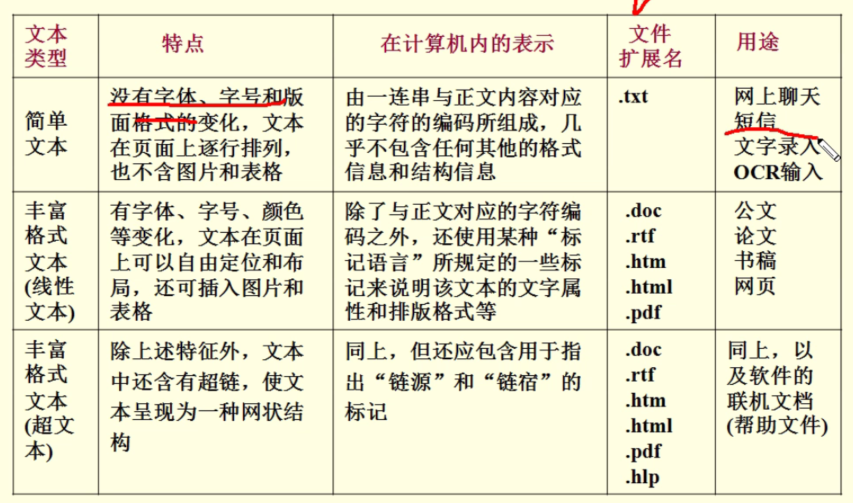 文本
类型
特点
在计算机内的表示
文件
扩展名
用途
简单
文本
没有字体、字号和版
面格式的变化，文本
在页面上逐行排列，
也不含图片和表格
由一连串与正文内容对应
的字符的编码所组成，几
乎不包含任何其他的格式
信息和结构信息
.txt
网上聊天
短信
文字录入
OCR输入
丰富
格式
文本
(线性
文本)
有字体、字号、颜色
等变化，文本在页面
上可以自由定位和布
局，还可插入图片和
表格
除了与正文对应的字符编
码之外，还使用某种“标
记语言”所规定的一些标
记来说明该文本的文字属
性和排版格式等
.doc
.rtf
.htm
.html
.pdf
公文
论文
书稿
网页
丰富
格式
文本
(超文
本)
除上述特征外，文本
中还含有超链，使文
本呈现为一种网状结
构
同上，但还应包含用于指
出“链源”和“链宿”的
标记
.doc
.rtf
.htm
.html
.pdf
.hlp
同上，以
及软件的
联机文档
(帮助文件)